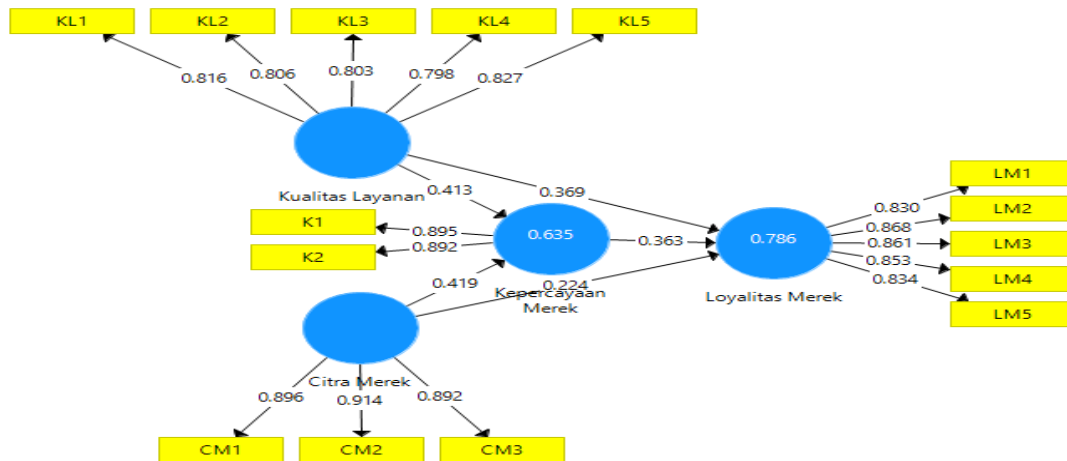 KL1
KL2
KL3
KL4
KL5
0.816
0.806
0.803
0.798
0.827
Kualitas Layanan
0.413
0.369
K1
K2
0.895
0.892
0.635
0.363
0.786
0.419
0.224
Kepercayaan
Merek
Loyalitas Merek
0.830
0.868
0.861
0.853
0.834
LM1
LM2
LM3
LM4
LM5
Citra Merek
0.896
0.914
0.892
CM1
CM2
CM3